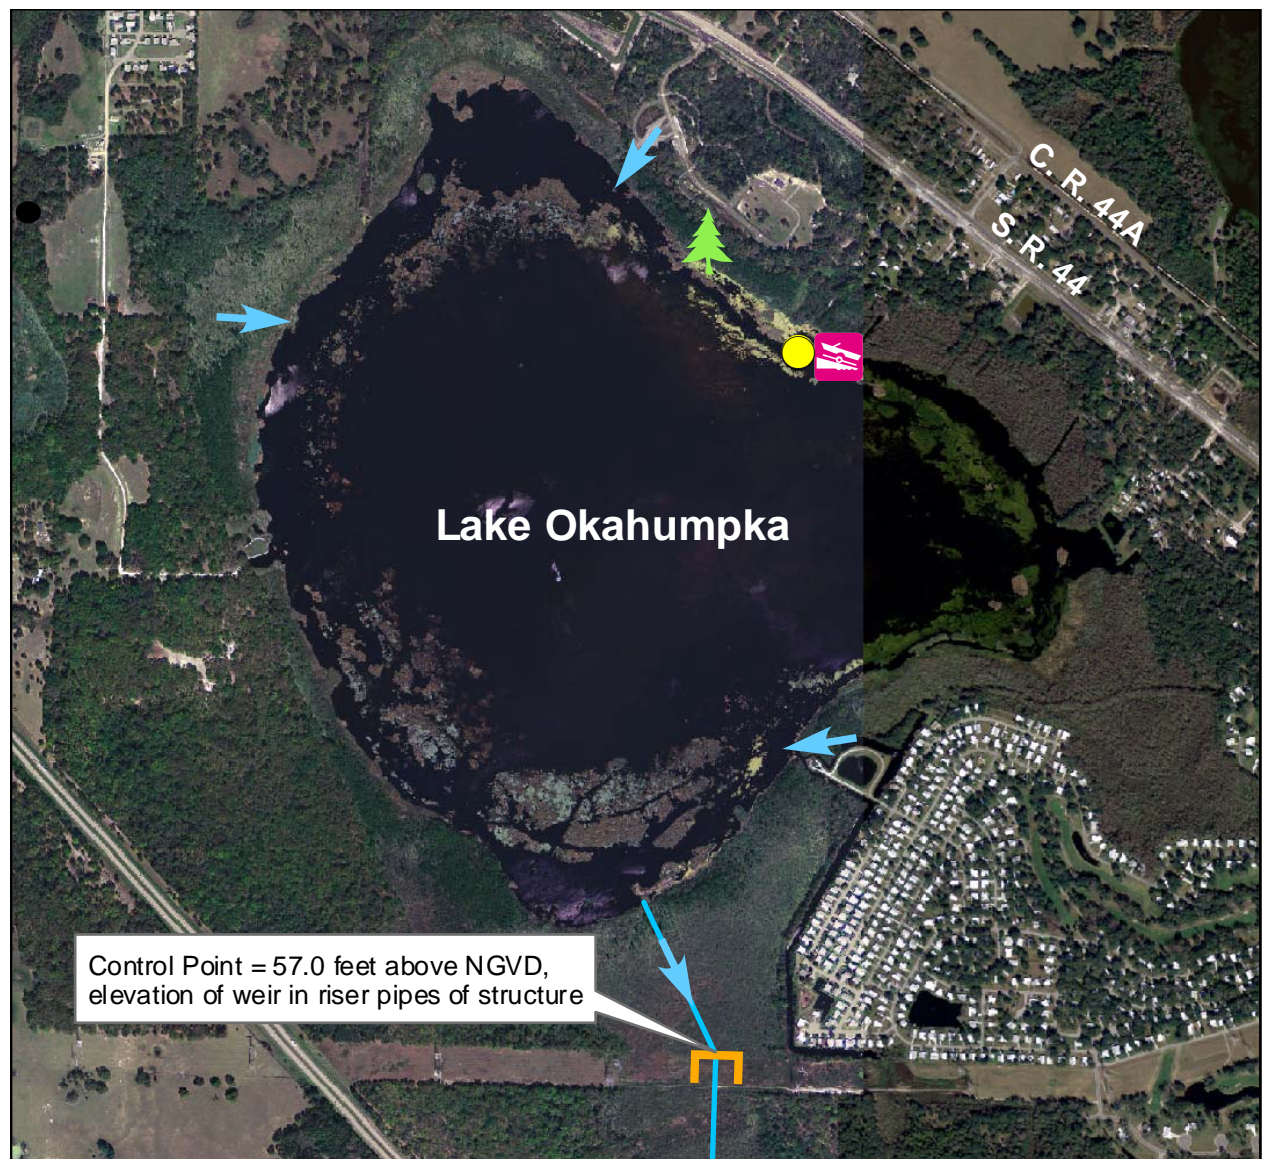 C. R. 44A
S. R. 44
Lake Okahumpka
Control Point = 57.0 feet above NGVD,
elevation of weir in riser pipes of structure